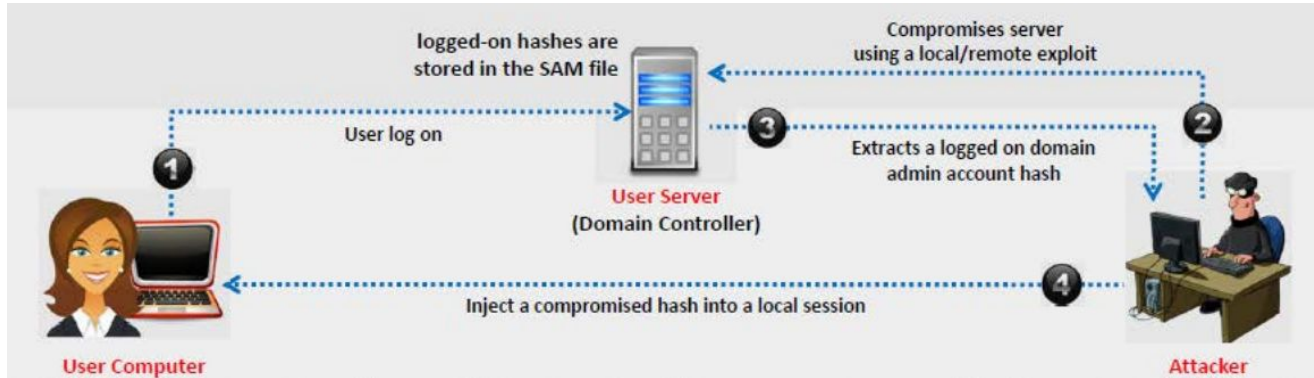 logged-on hashes are
stored in the SAM file
Compromises server
using a local/remote exploit
1
User log on
2
3
Extracts a logged on domain
admin account hash
User Server
(Domain Controller)
4
Inject a compromised hash into a local session
User Computer
Attacker